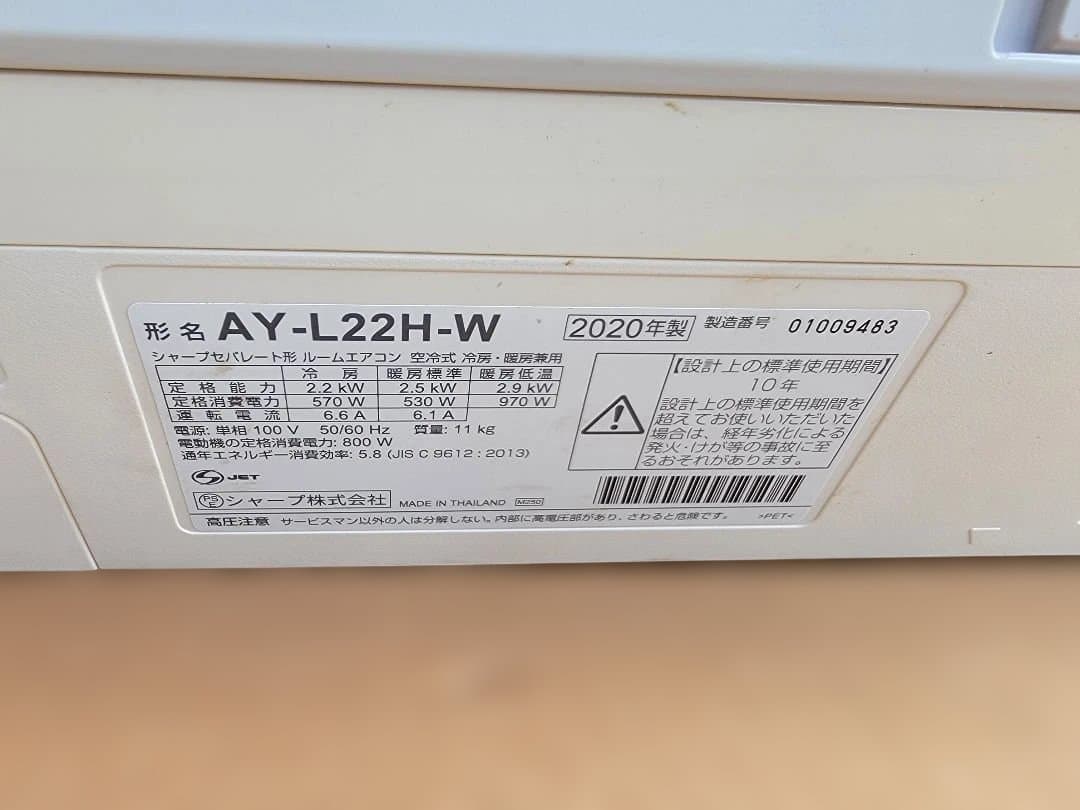 形名 AY-L22H-W 2020年製 製造番号 01009483
シャープセパレート形 ルームエアコン 空冷式 冷房・暖房兼用
冷房 暖房標準 暖房低温
定格能力 2.2 kW 2.5 kW 2.9 kW
定格消費電力 570 W 530 W 970 W
運転電流 6.6 A 6.1 A
電源: 単相 100 V 50/60 Hz 質量: 11 kg
電動機の定格消費電力: 800 W
通年エネルギー消費効率: 5.8 (JIS C 9612 : 2013)
JET
PSE シャープ株式会社 MADE IN THAILAND M250
【設計上の標準使用期間】
10年
設計上の標準使用期間を
超えてお使いいただいた
場合は、経年劣化による
発火・けが等の事故に至
るおそれがあります。
高圧注意 サービスマン以外の人は分解しない。内部に高電圧部があり、さわると危険です。 >PET<